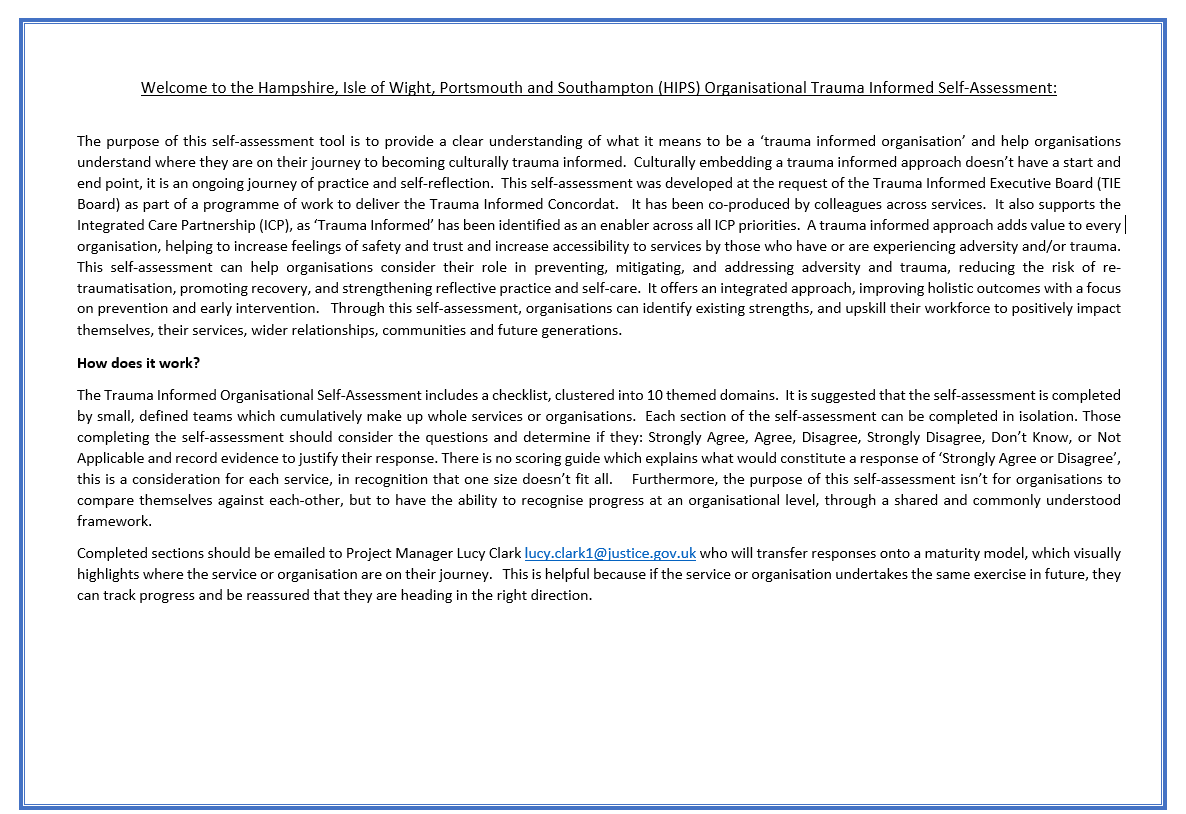 Welcome to the Hampshire, Isle of Wight, Portsmouth and Southampton (HIPS) Organisational Trauma Informed Self-Assessment:
The purpose of this self-assessment tool is to provide a clear understanding of what it means to be a ‘trauma informed organisation’ and help organisations
understand where they are on their journey to becoming culturally trauma informed.  Culturally embedding a trauma informed approach doesn’t have a start and
end point, it is an ongoing journey of practice and self-reflection.  This self-assessment was developed at the request of the Trauma Informed Executive Board (TIE
Board) as part of a programme of work to deliver the Trauma Informed Concordat.   It has been co-produced by colleagues across services.  It also supports the
Integrated Care Partnership (ICP), as ‘Trauma Informed’ has been identified as an enabler across all ICP priorities.  A trauma informed approach adds value to every
organisation, helping to increase feelings of safety and trust and increase accessibility to services by those who have or are experiencing adversity and/or trauma.
This self-assessment can help organisations consider their role in preventing, mitigating, and addressing adversity and trauma, reducing the risk of re-
traumatisation, promoting recovery, and strengthening reflective practice and self-care.  It offers an integrated approach, improving holistic outcomes with a focus
on prevention and early intervention.   Through this self-assessment, organisations can identify existing strengths, and upskill their workforce to positively impact
themselves, their services, wider relationships, communities and future generations.
How does it work?
The Trauma Informed Organisational Self-Assessment includes a checklist, clustered into 10 themed domains.  It is suggested that the self-assessment is completed
by small, defined teams which cumulatively make up whole services or organisations.  Each section of the self-assessment can be completed in isolation. Those
completing the self-assessment should consider the questions and determine if they: Strongly Agree, Agree, Disagree, Strongly Disagree, Don’t Know, or Not
Applicable and record evidence to justify their response. There is no scoring guide which explains what would constitute a response of ‘Strongly Agree or Disagree’,
this is a consideration for each service, in recognition that one size doesn’t fit all.    Furthermore, the purpose of this self-assessment isn’t for organisations to
compare themselves against each-other, but to have the ability to recognise progress at an organisational level, through a shared and commonly understood
framework.
Completed sections should be emailed to Project Manager Lucy Clark lucy.clark1@justice.gov.uk who will transfer responses onto a maturity model, which visually
highlights where the service or organisation are on their journey.   This is helpful because if the service or organisation undertakes the same exercise in future, they
can track progress and be reassured that they are heading in the right direction.